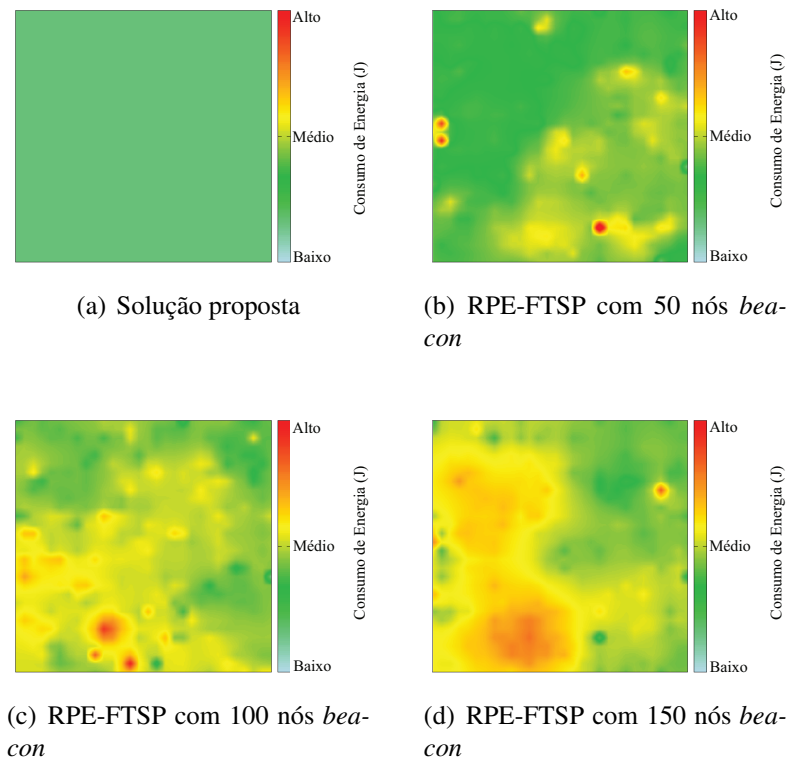 Alto
Médio
Baixo
Consumo de Energia (J)
(a) Solução proposta
Alto
Médio
Baixo
Consumo de Energia (J)
(b) RPE-FTSP com 50 nós bea-
con
Alto
Médio
Baixo
Consumo de Energia (J)
(c) RPE-FTSP com 100 nós bea-
con
Alto
Médio
Baixo
Consumo de Energia (J)
(d) RPE-FTSP com 150 nós bea-
con